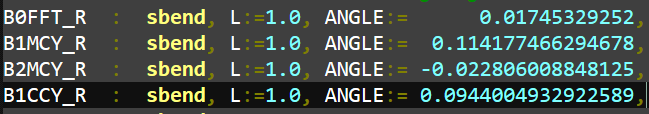 B0FFT_R : sbend, L:=1.0, ANGLE:= 0.01745329252,
B1MCY_R : sbend, L:=1.0, ANGLE:= 0.114177466294678,
B2MCY_R : sbend, L:=1.0, ANGLE:= -0.022806008848125,
B1CCY_R : sbend, L:=1.0, ANGLE:= 0.0944004932922589,